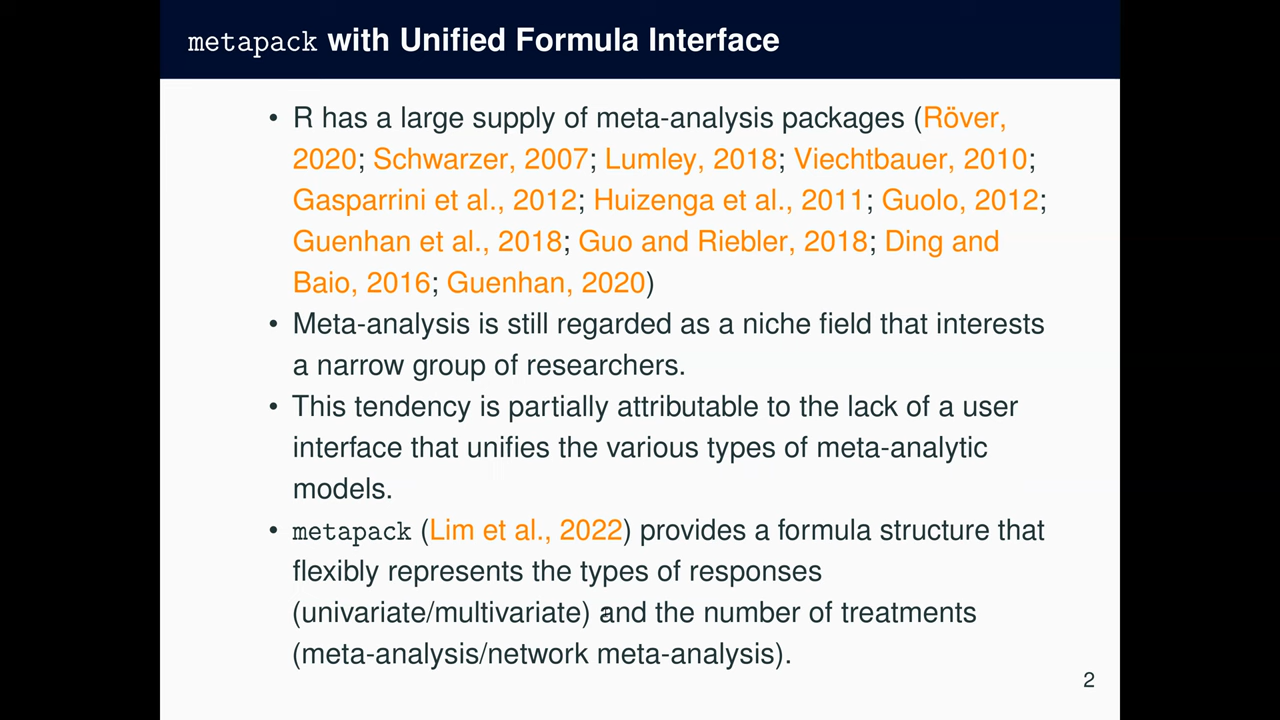 metapack with Unified Formula Interface
• R has a large supply of meta-analysis packages (Röver,
2020; Schwarzer, 2007; Lumley, 2018; Viechtbauer, 2010;
Gasparrini et al., 2012; Huizenga et al., 2011; Guolo, 2012;
Guenhan et al., 2018; Guo and Riebler, 2018; Ding and
Baio, 2016; Guenhan, 2020)
• Meta-analysis is still regarded as a niche field that interests
a narrow group of researchers.
• This tendency is partially attributable to the lack of a user
interface that unifies the various types of meta-analytic
models.
• metapack (Lim et al., 2022) provides a formula structure that
flexibly represents the types of responses
(univariate/multivariate) and the number of treatments
(meta-analysis/network meta-analysis).
2